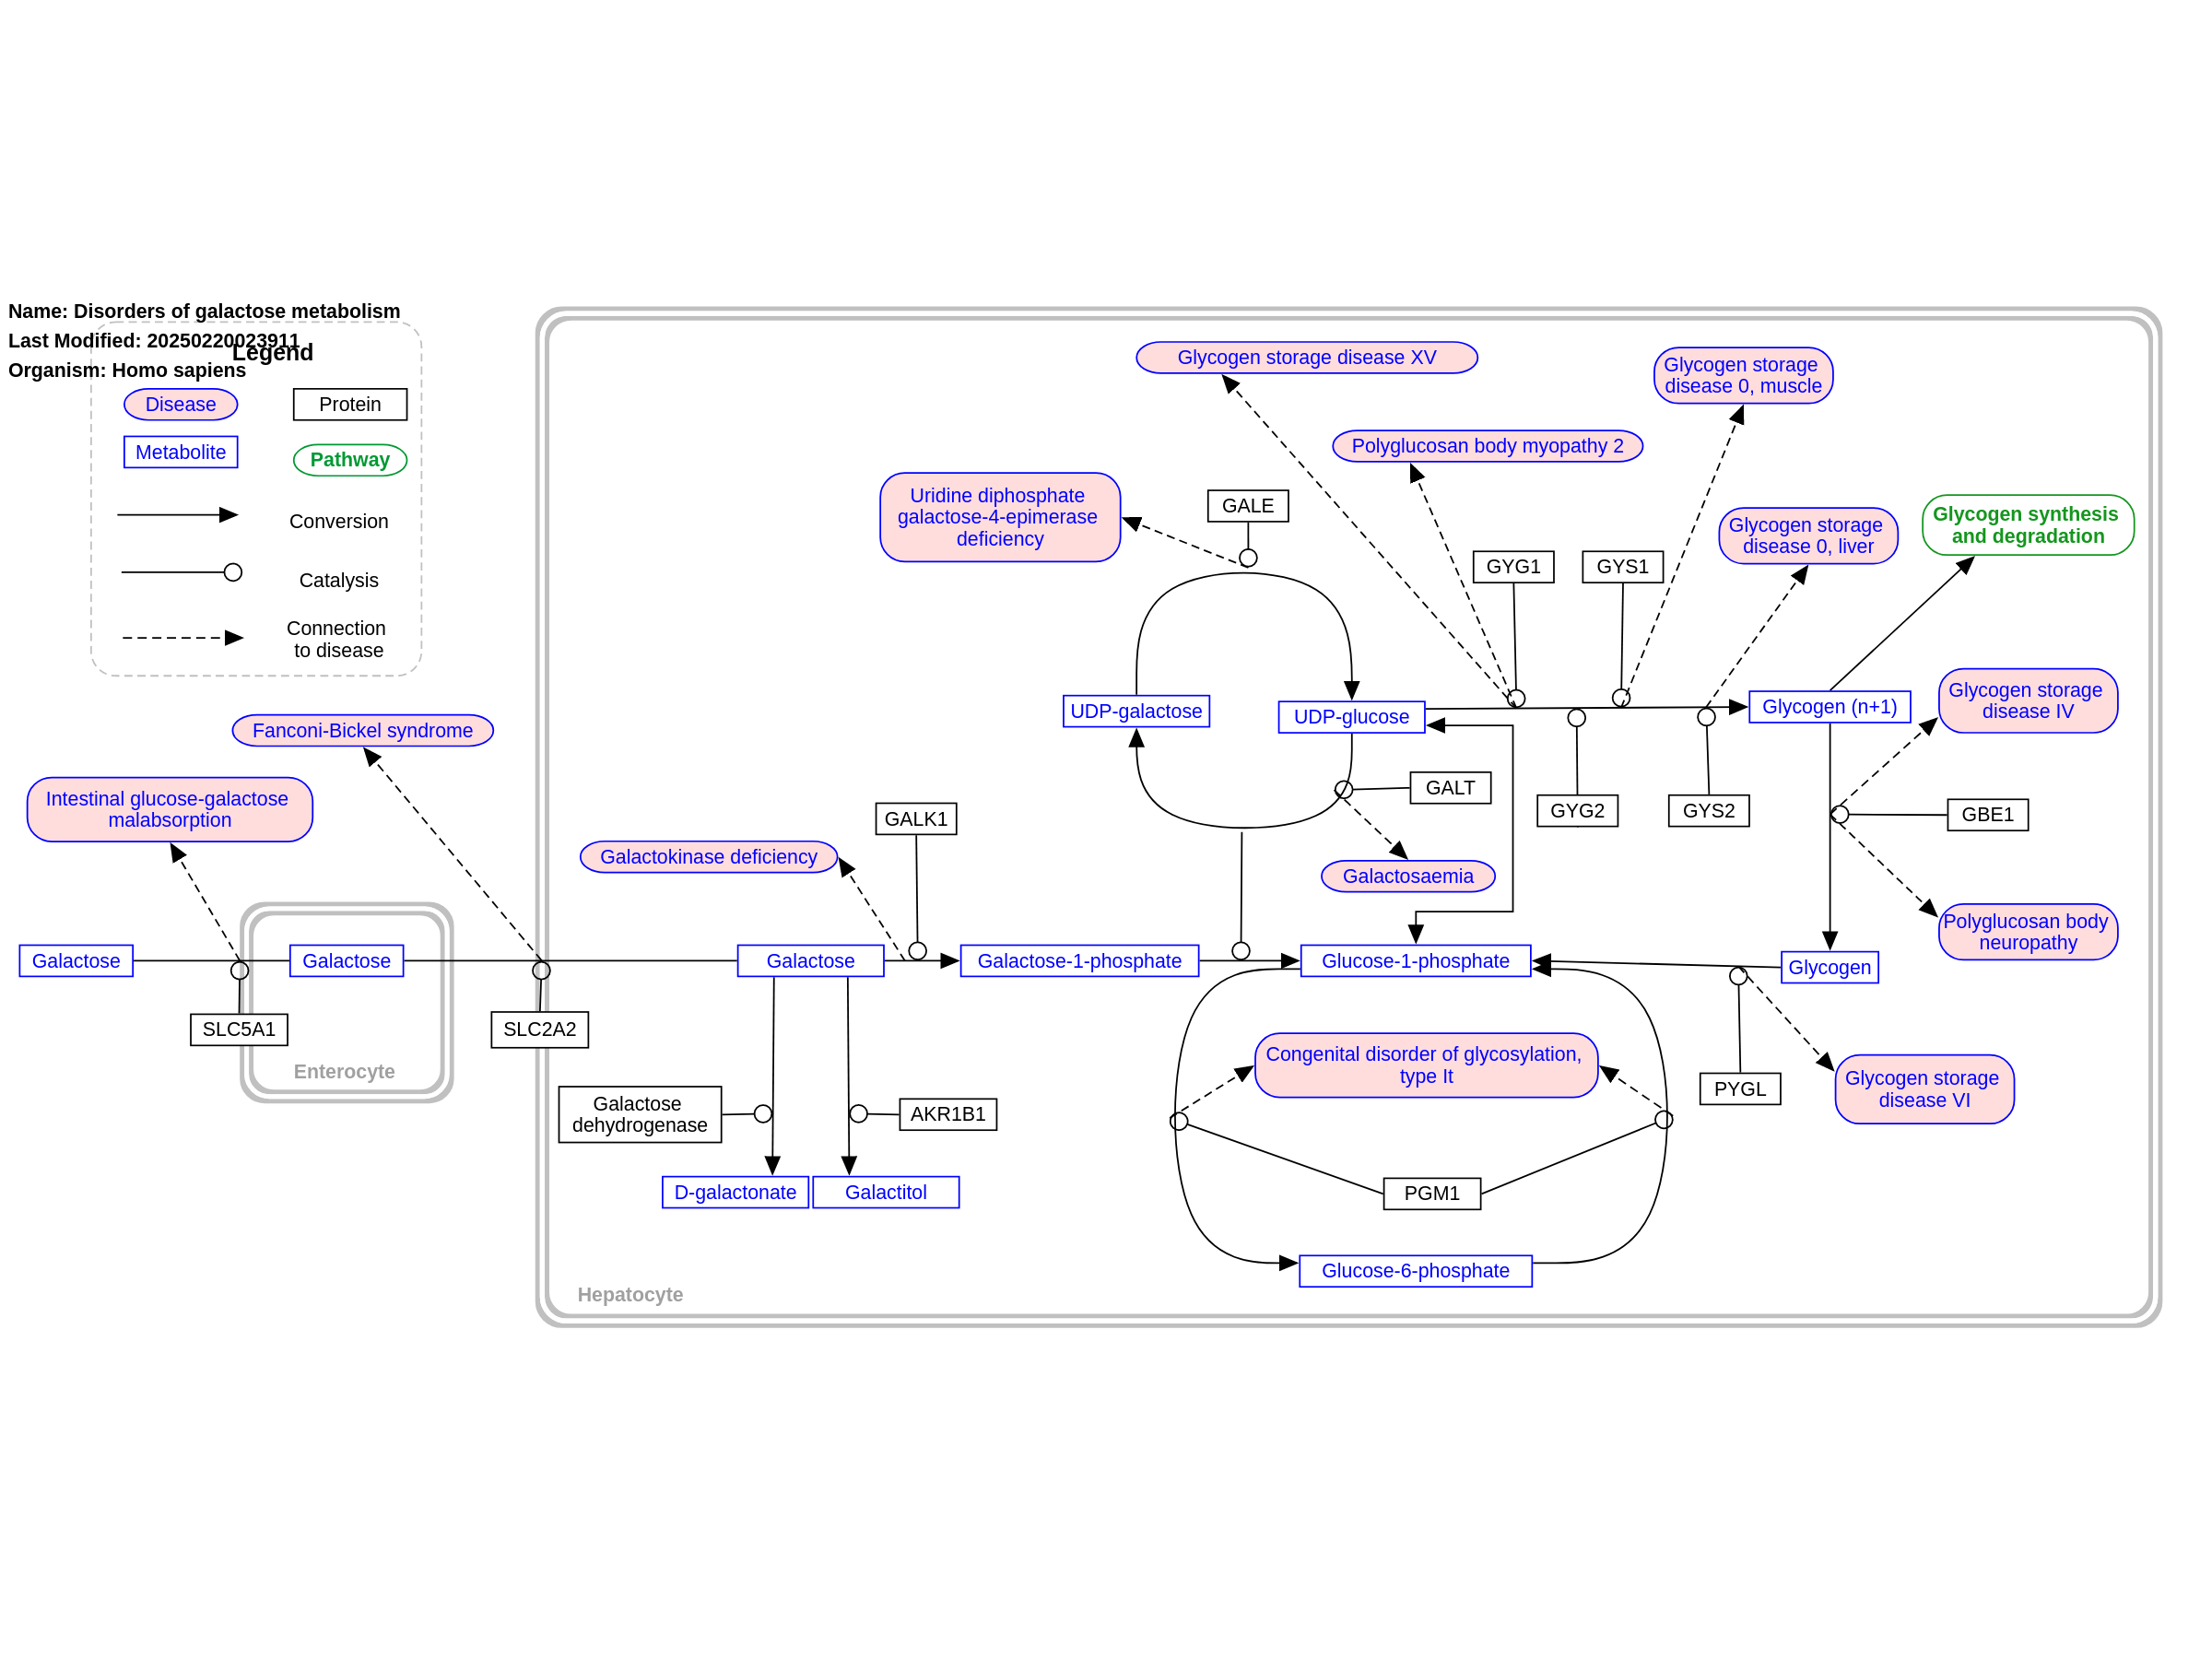 Name: Disorders of galactose metabolism
Last Modified: 20250220023911
Organism: Homo sapiens
Legend
Disease
Protein
Metabolite
Pathway
Conversion
Catalysis
Connection
to disease
Glycogen storage disease XV
Glycogen storage
disease 0, muscle
Polyglucosan body myopathy 2
Uridine diphosphate
galactose-4-epimerase
deficiency
GALE
Glycogen storage
disease 0, liver
Glycogen synthesis
and degradation
GYG1
GYS1
UDP-galactose
UDP-glucose
Glycogen (n+1)
Glycogen storage
disease IV
Fanconi-Bickel syndrome
Intestinal glucose-galactose
malabsorption
GALT
GYG2
GYS2
GBE1
GALK1
Galactokinase deficiency
Galactosaemia
Polyglucosan body
neuropathy
Galactose
Galactose
Galactose
Galactose-1-phosphate
Glucose-1-phosphate
Glycogen
SLC5A1
SLC2A2
Enterocyte
Congenital disorder of glycosylation,
type It
PYGL
Glycogen storage
disease VI
Galactose
dehydrogenase
AKR1B1
D-galactonate
Galactitol
PGM1
Glucose-6-phosphate
Hepatocyte